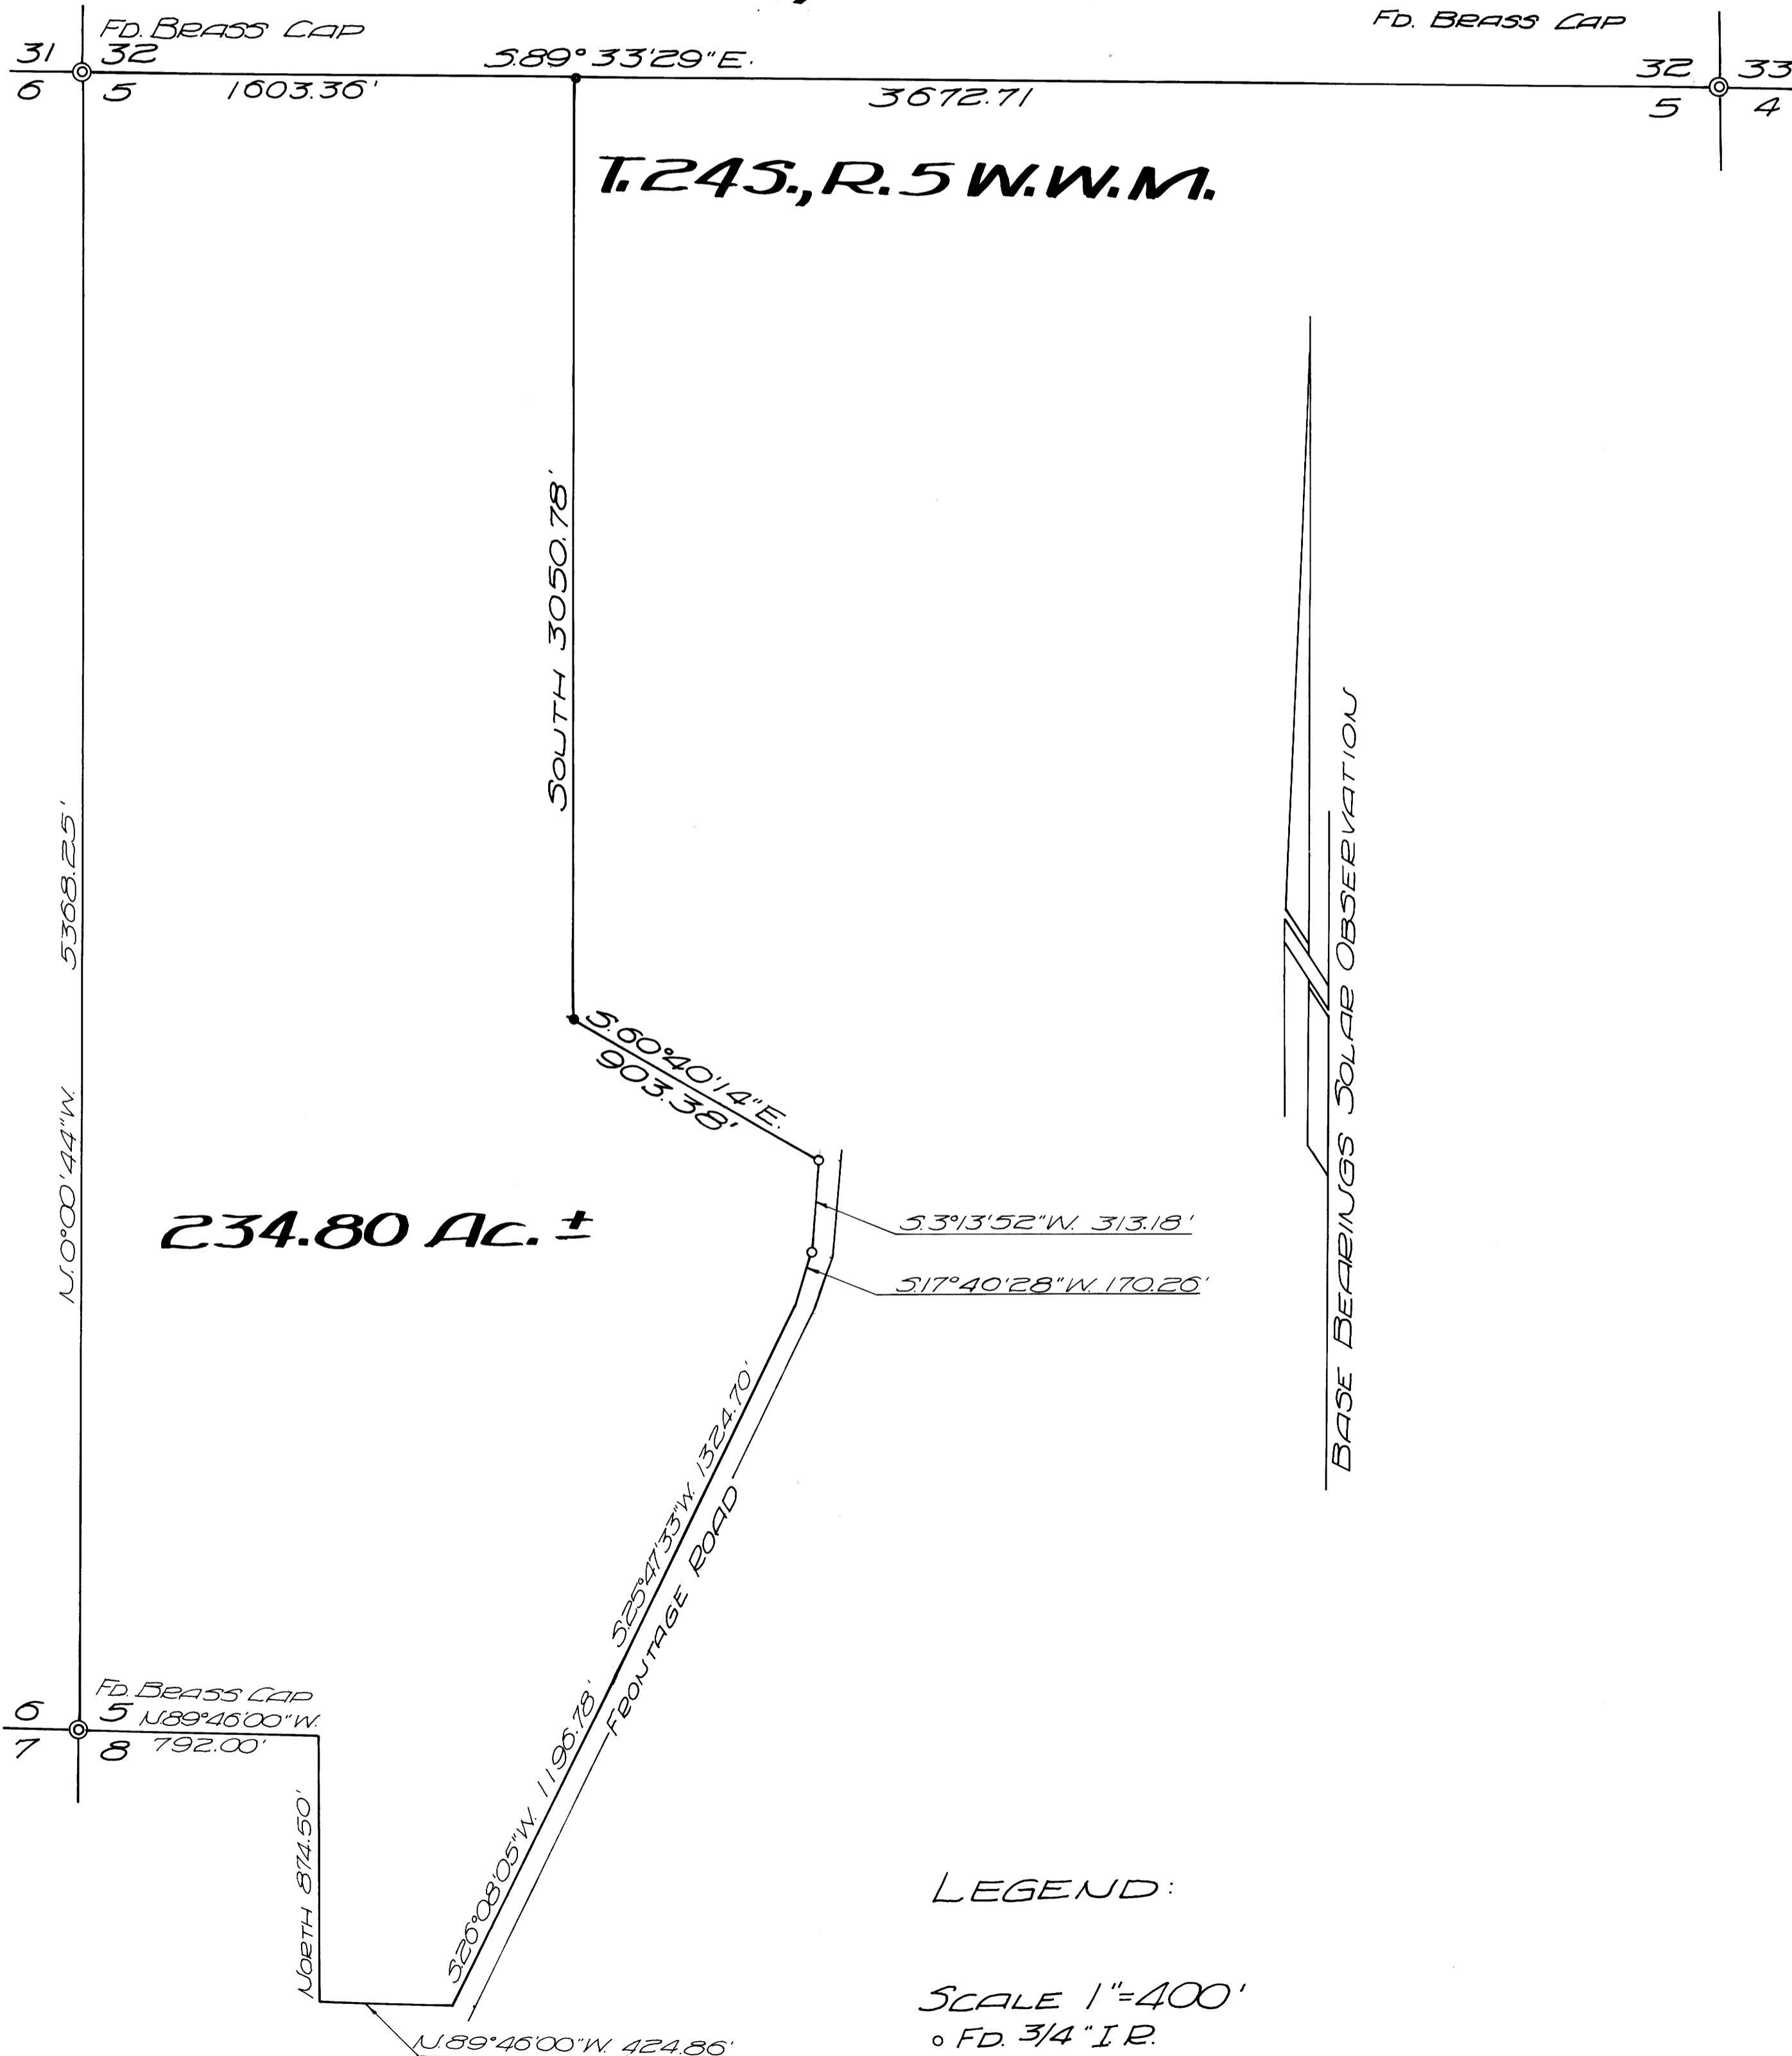 FD. BRASS CAP
FD. BRASS CAP
31 32
S.89° 33'29"E.
32 33
6 5 1603.36'
3672.71
5 4
T.24S., R.5W.W.M.
SOUTH 3050.78'
5368.25'
N.0°00'44"W.
BASE BEARINGS SOLAR OBSERVATION
S.60°40'14"E.
903.38'
234.80 Ac.±
S.3°13'52"W. 313.18'
S.17°40'28"W. 170.26'
S.25°47'33"W. 1324.70'
FRONTAGE ROAD
FD. BRASS CAP
6 5 N.89°46'00"W.
7 8 792.00'
S.26°08'05"W. 1196.78'
NORTH 874.50'
N.89°46'00"W. 424.86'
LEGEND:
SCALE 1"=400'
FD. 3/4" I.R.